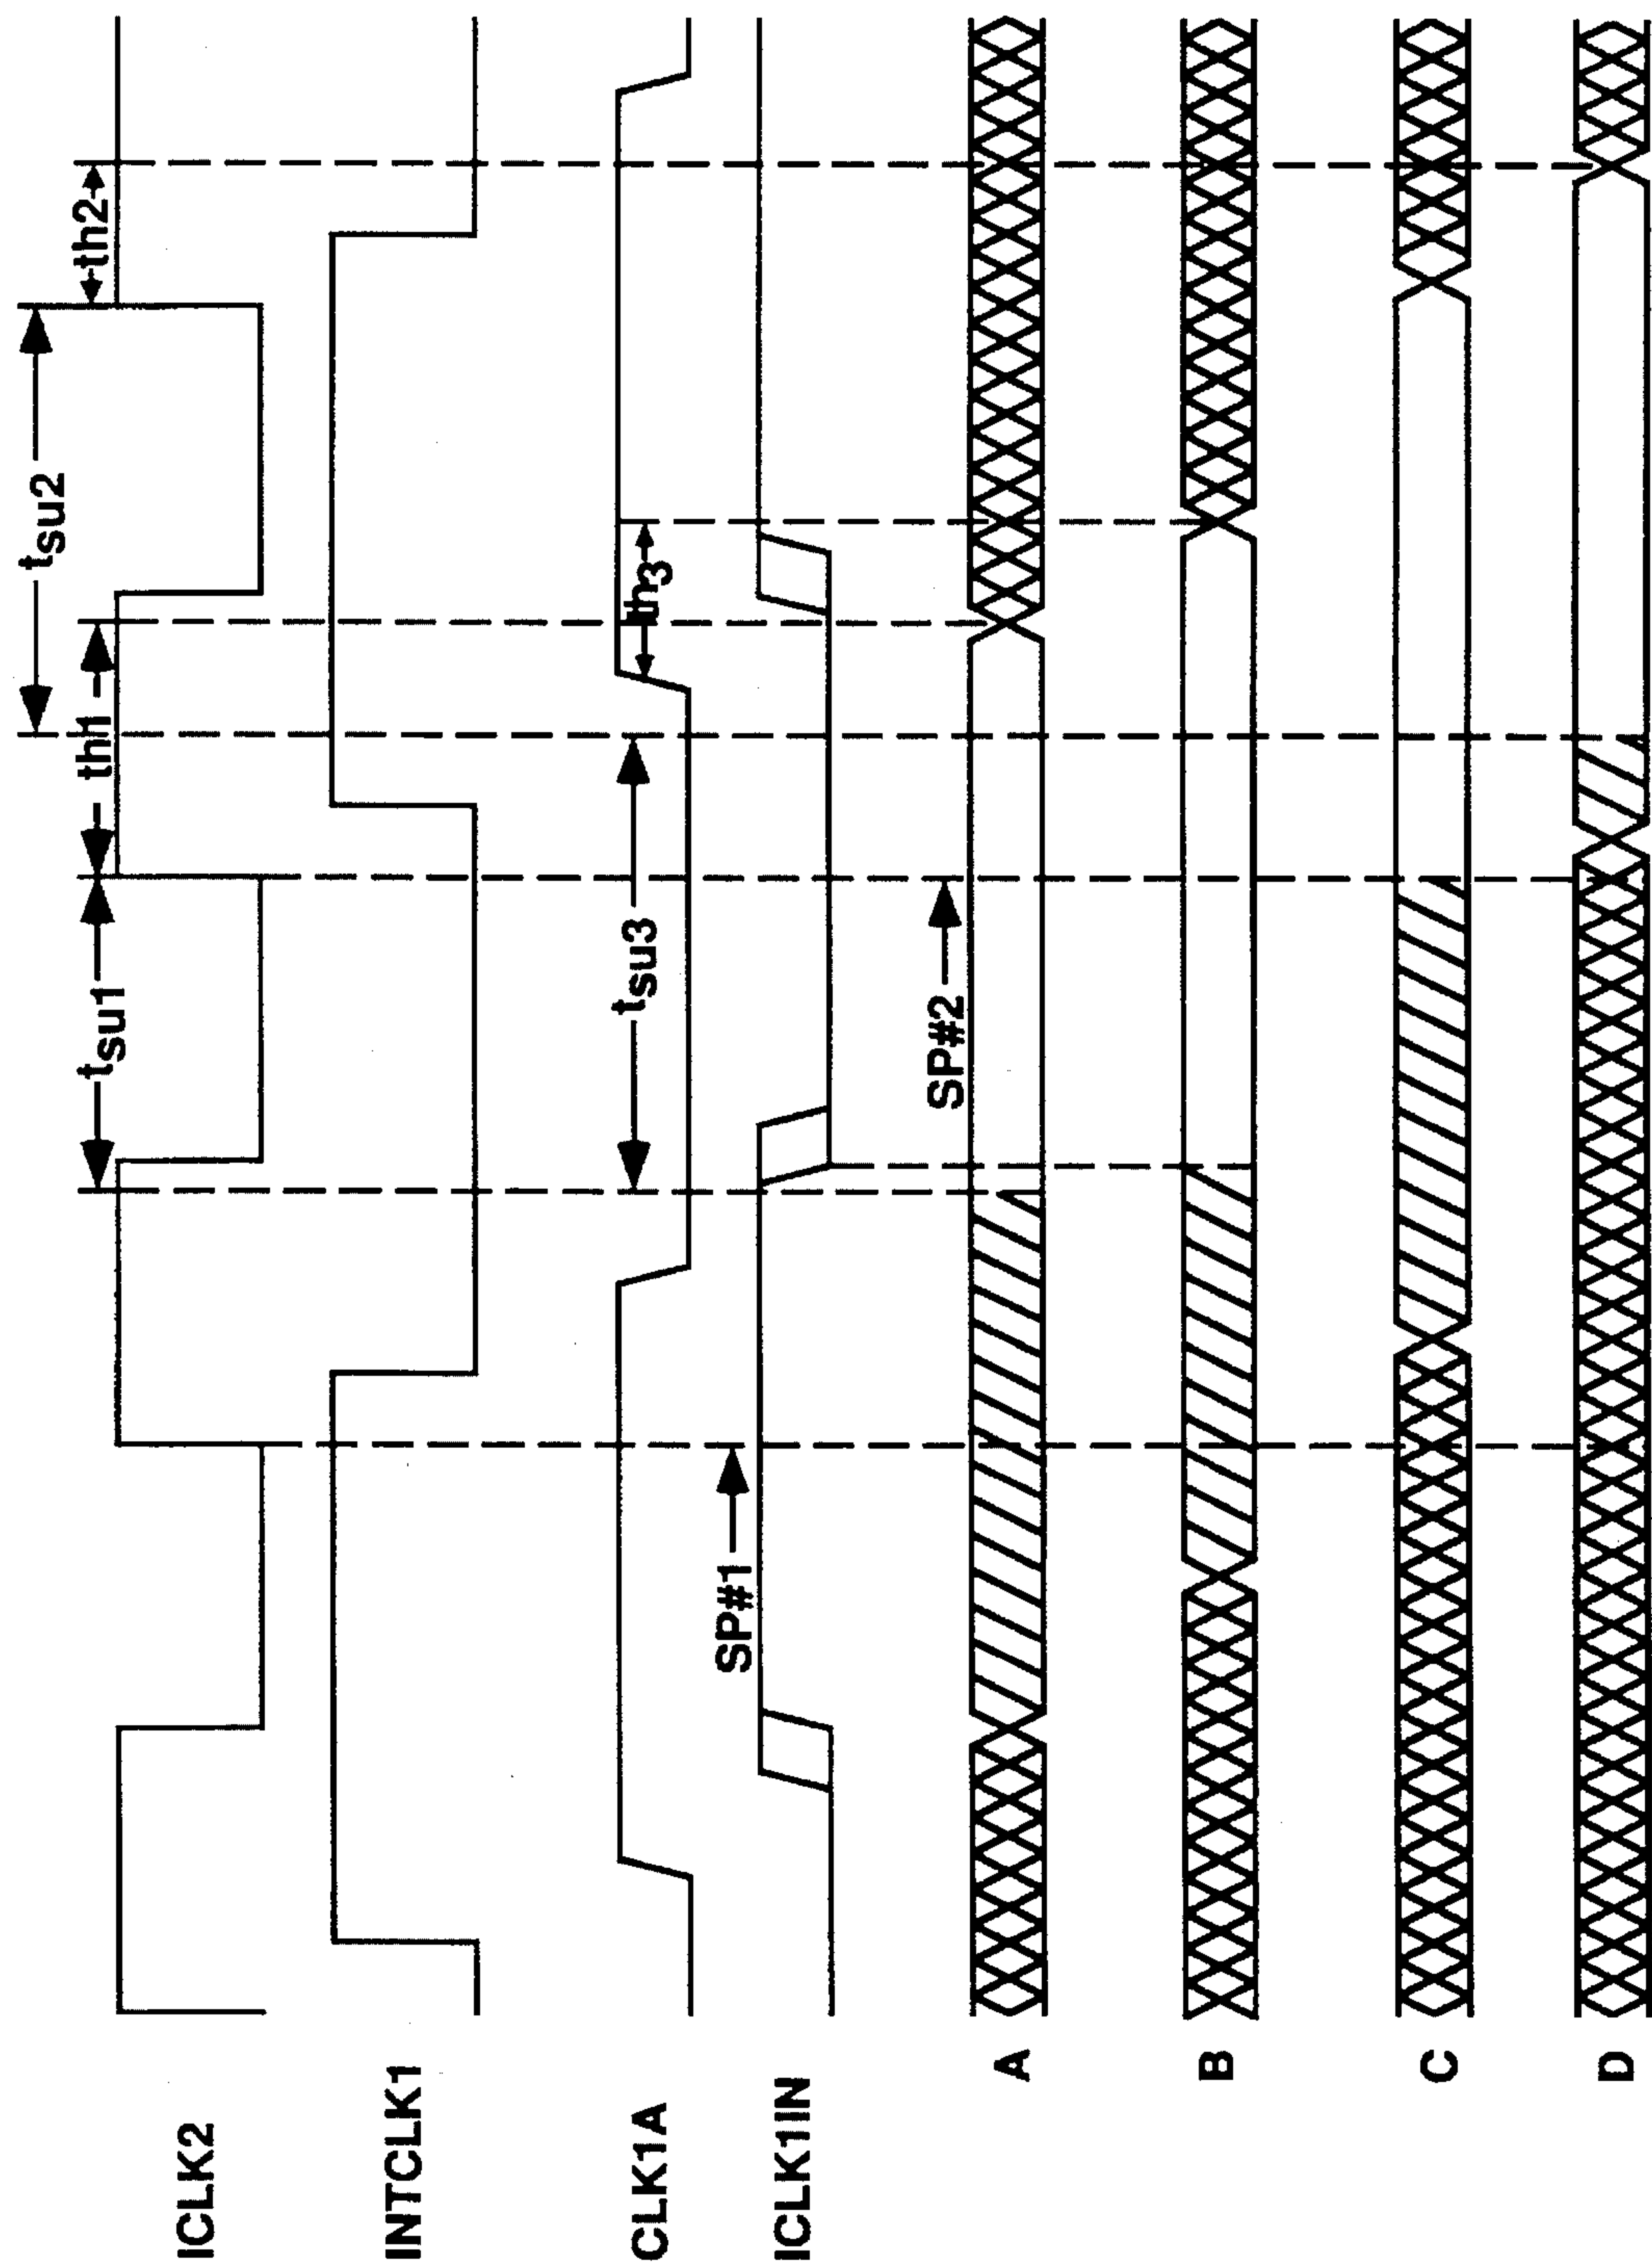 tsu2
tsu1
th1
th2
ICLK2
INTCLK1
tsu3
th3
CLK1A
SP#1
ICLK1IN
SP#2
A
B
C
D